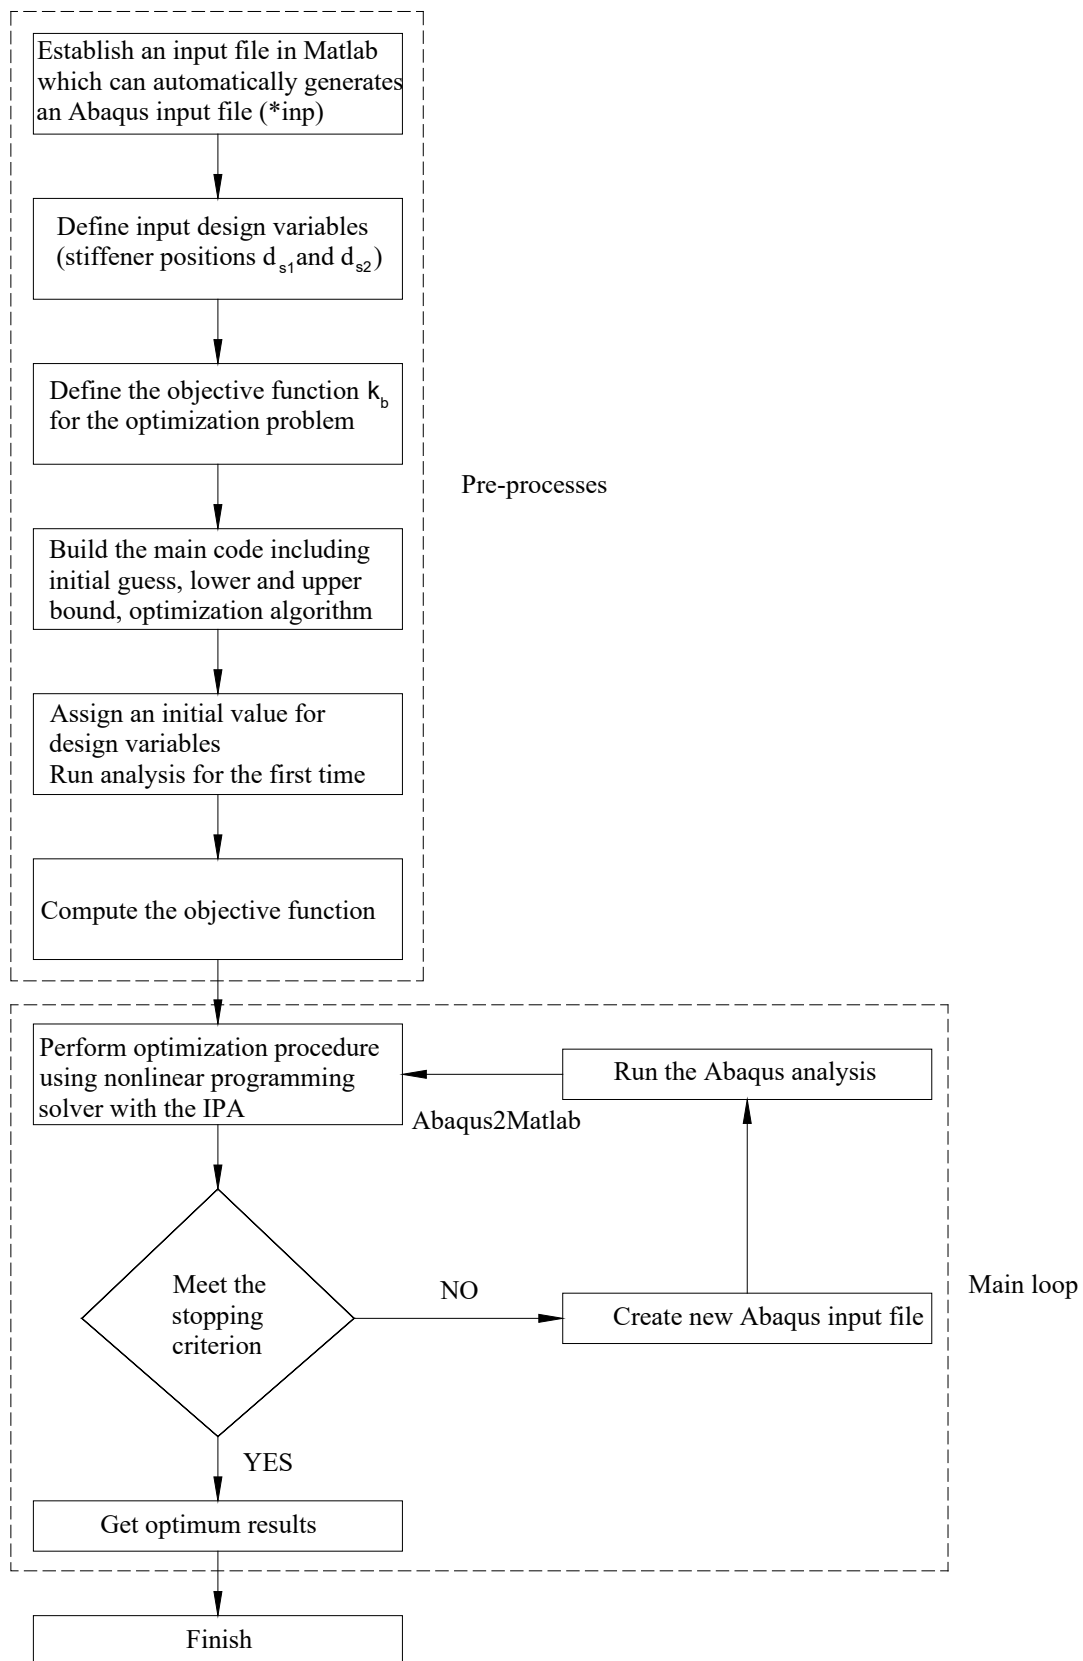 Establish an input file in Matlab
which can automatically generates
an Abaqus input file (*inp)
Define input design variables
(stiffener positions d_s1 and d_s2)
Define the objective function k_b
for the optimization problem
Build the main code including
initial guess, lower and upper
bound, optimization algorithm
Assign an initial value for
design variables
Run analysis for the first time
Compute the objective function
Pre-processes
Perform optimization procedure
using nonlinear programming
solver with the IPA
Run the Abaqus analysis
Abaqus2Matlab
Meet the
stopping
criterion
NO
Create new Abaqus input file
Main loop
YES
Get optimum results
Finish